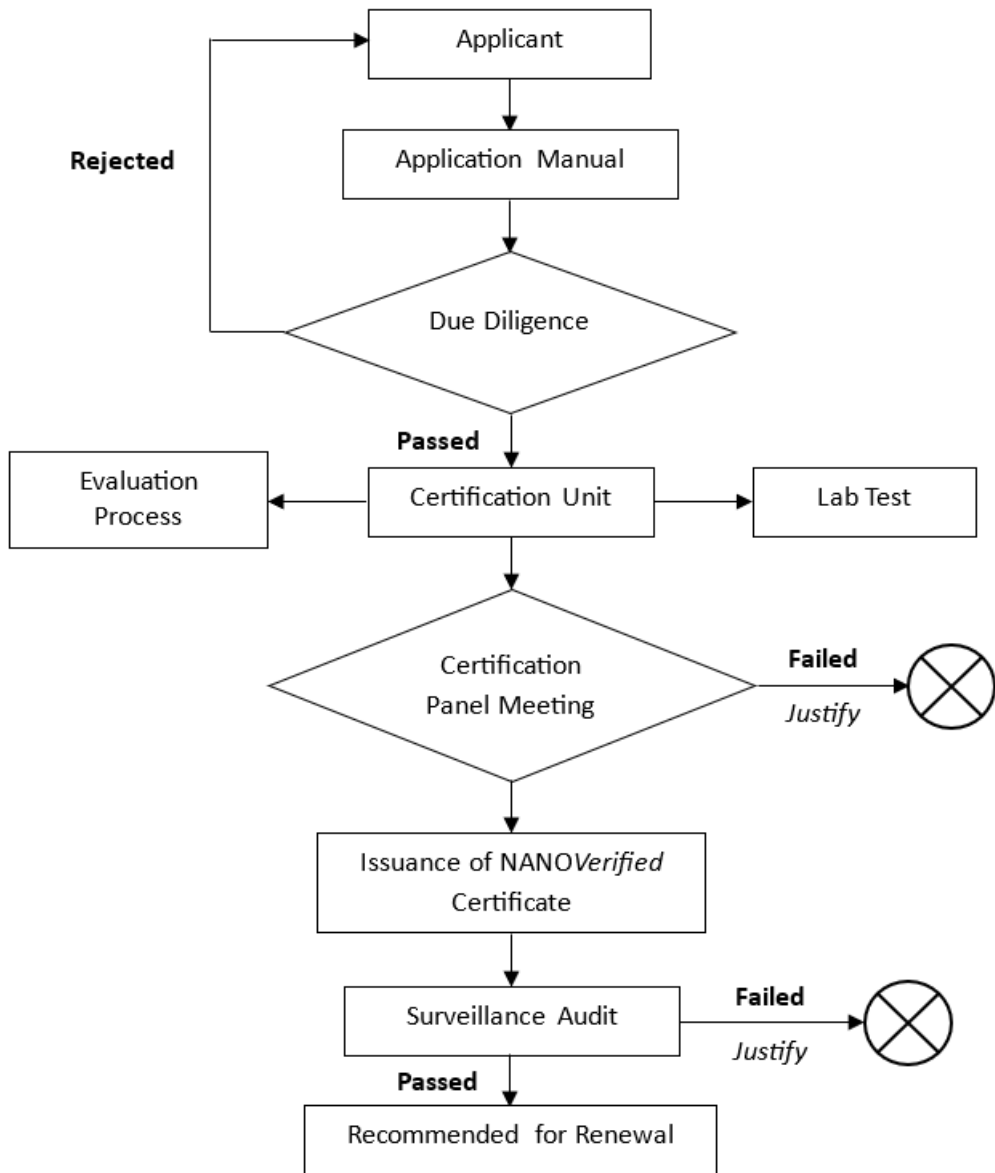 Applicant
Rejected
Application Manual
Due Diligence
Passed
Evaluation
Process
Certification Unit
Lab Test
Certification
Panel Meeting
Failed
Justify
Issuance of NANOVerified
Certificate
Surveillance Audit
Failed
Justify
Passed
Recommended for Renewal